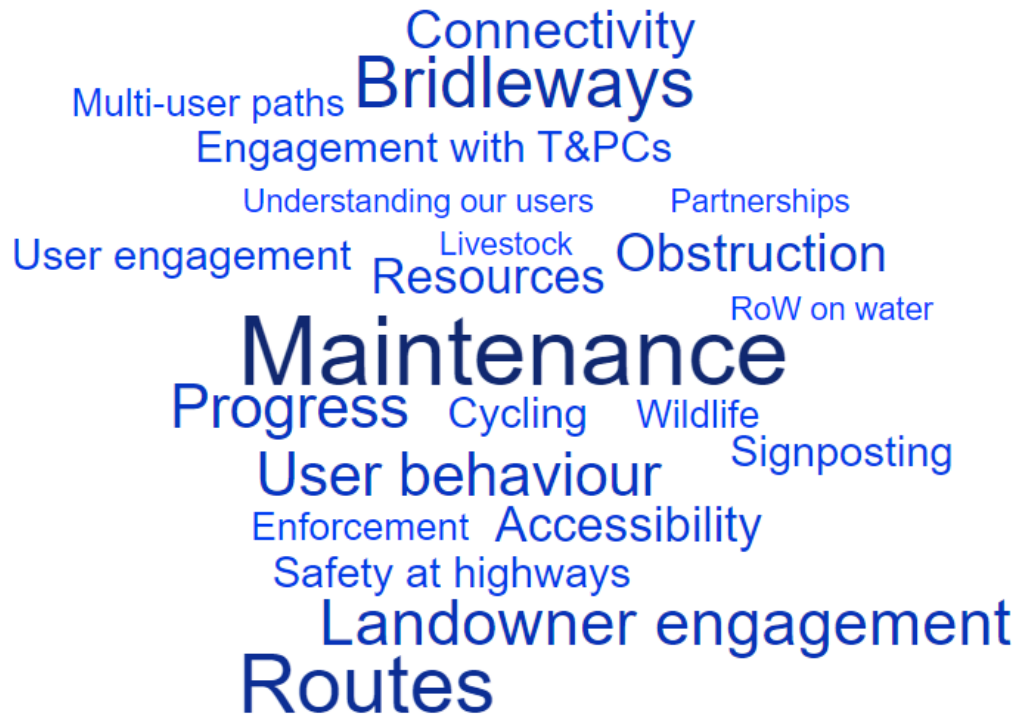 Connectivity
Bridleways
Multi-user paths
Engagement with T&PCs
Understanding our users
Partnerships
User engagement
Livestock
Obstruction
Resources
RoW on water
Maintenance
Progress
Cycling
Wildlife
Signposting
User behaviour
Enforcement
Accessibility
Safety at highways
Landowner engagement
Routes